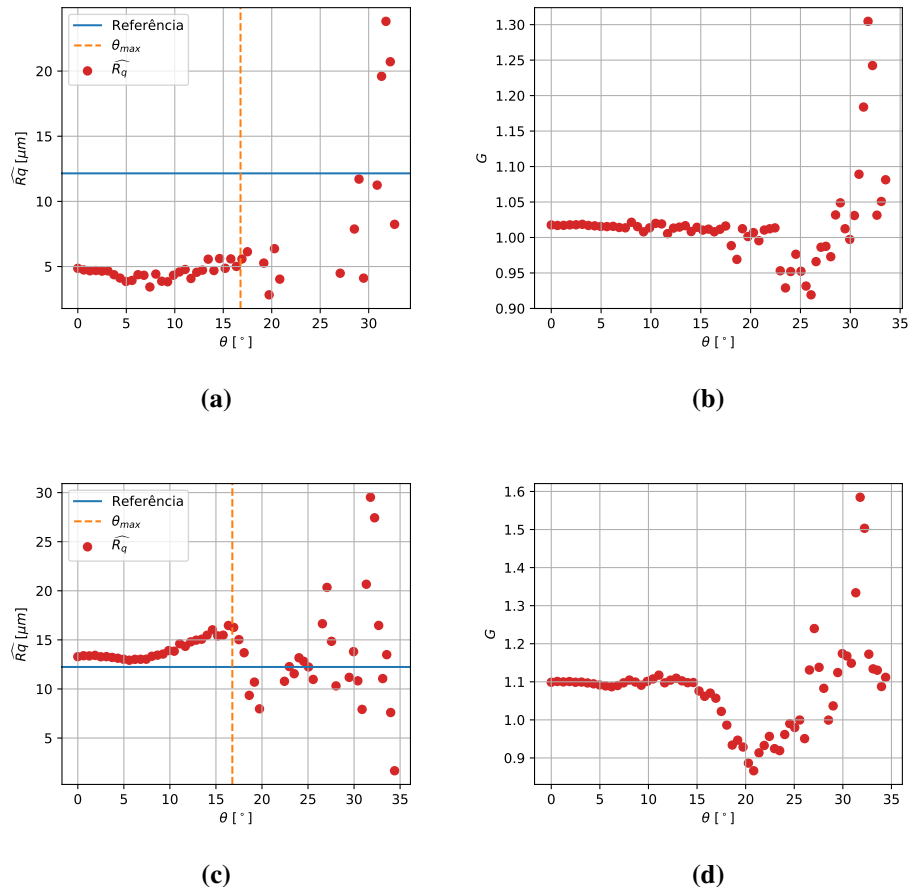 Referência
θ_max
R̂_q
R̂q [μm]
20
15
10
5
0 5 10 15 20 25 30
θ [°]
(a)
G
1.30
1.25
1.20
1.15
1.10
1.05
1.00
0.95
0.90
0 5 10 15 20 25 30
θ [°]
(b)
Referência
θ_max
R̂_q
R̂q [μm]
30
25
20
15
10
5
0 5 10 15 20 25 30 35
θ [°]
(c)
G
1.6
1.5
1.4
1.3
1.2
1.1
1.0
0.9
0 5 10 15 20 25 30 35
θ [°]
(d)